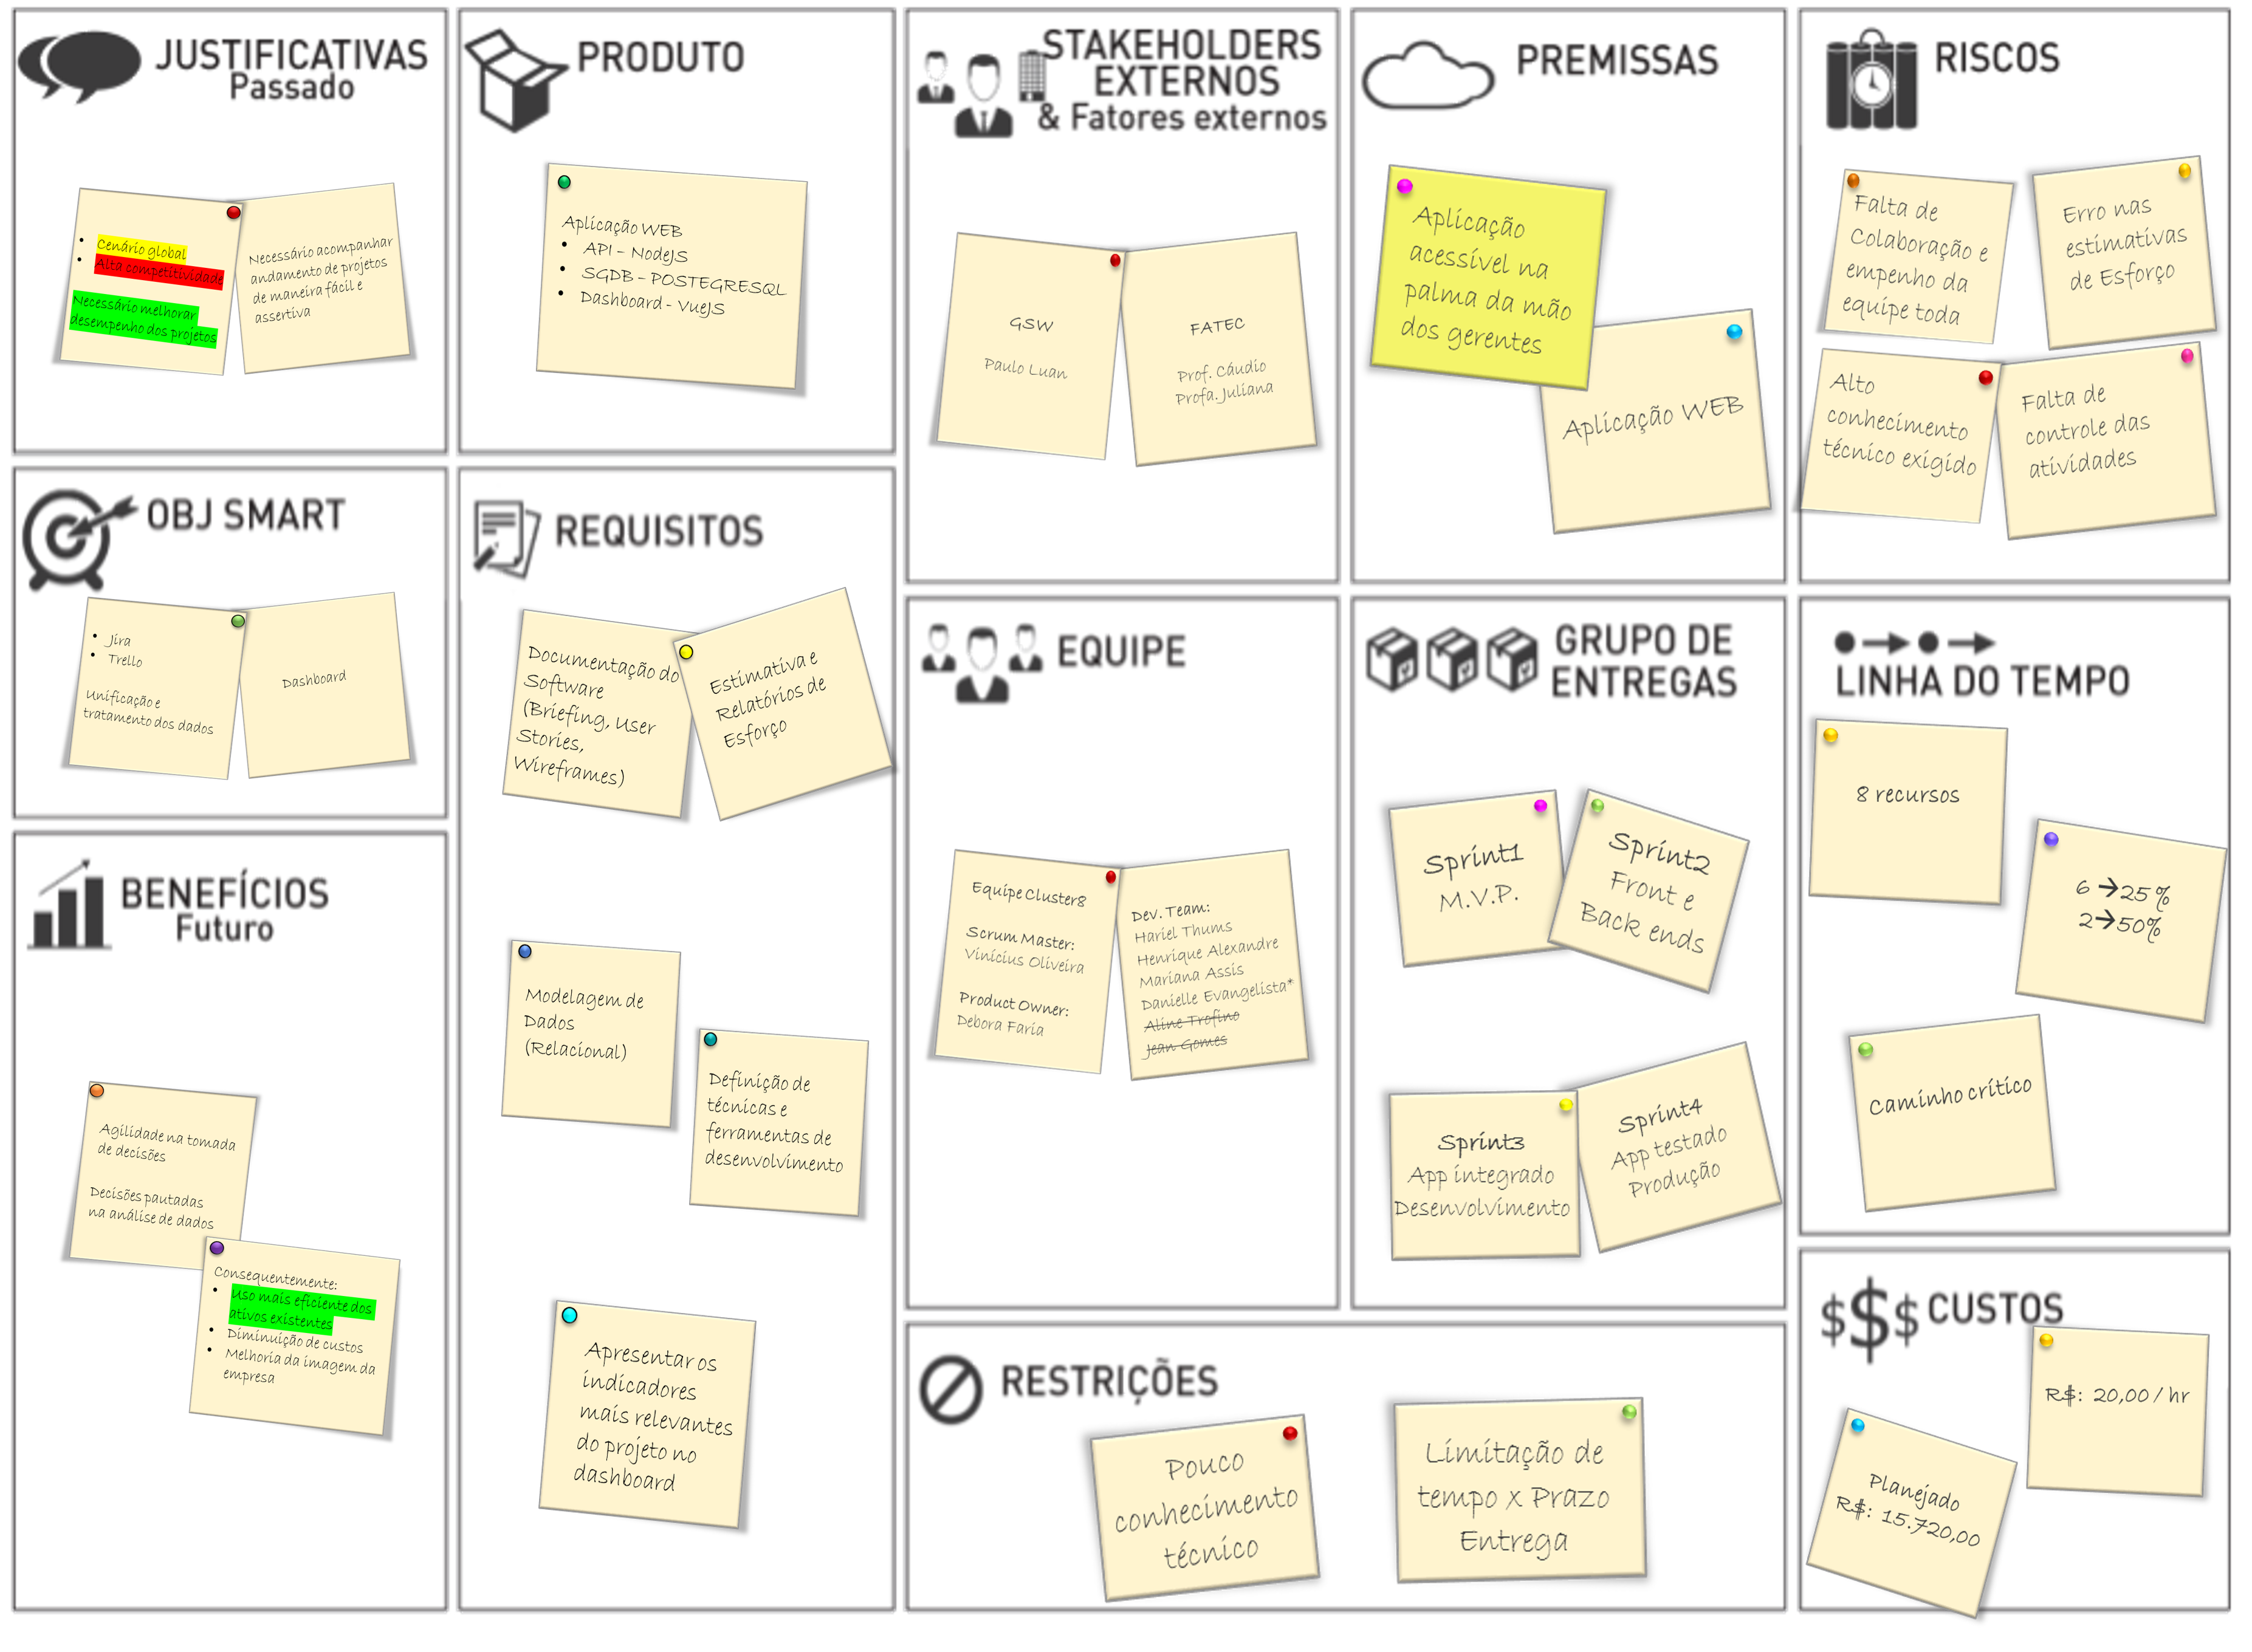 JUSTIFICATIVAS
Passado
• Cenário global
• Alta competitividade
Necessário melhorar
desempenho dos projetos
Necessário acompanhar
andamento de projetos
de maneira fácil e
assertiva
OBJ SMART
• Jira
• Trello
Unificação e
tratamento dos dados
Dashboard
BENEFÍCIOS
Futuro
Agilidade na tomada
de decisões
Decisões pautadas
na análise de dados
Consequentemente:
• Uso mais eficiente dos
ativos existentes
• Diminuição de custos
• Melhoria da imagem da
empresa
PRODUTO
Aplicação WEB
• API – NodeJS
• SGDB – POSTEGRESQL
• Dashboard - VueJS
REQUISITOS
Documentação do
Software
(Briefing, User
Stories,
Wireframes)
Estimativa e
Relatórios de
Esforço
Modelagem de
Dados
(Relacional)
Definição de
técnicas e
ferramentas de
desenvolvimento
Apresentar os
indicadores
mais relevantes
do projeto no
dashboard
STAKEHOLDERS
EXTERNOS
& Fatores externos
GSW
Paulo Luan
FATEC
Prof. Cáudio
Profa. Juliana
EQUIPE
Equipe Cluster8
Scrum Master:
Vinícius Oliveira
Product Owner:
Debora Faria
Dev. Team:
Hariel Thums
Henrique Alexandre
Mariana Assis
Danielle Evangelista*
Aline Trofino
Jean Gomes
PREMISSAS
Aplicação
acessível na
palma da mão
dos gerentes
Aplicação WEB
GRUPO DE
ENTREGAS
Sprint1
M.V.P.
Sprint2
Front e
Back ends
Sprint3
App integrado
Desenvolvimento
Sprint4
App testado
Produção
RESTRIÇÕES
Pouco
conhecimento
técnico
Limitação de
tempo x Prazo
Entrega
RISCOS
Falta de
Colaboração e
empenho da
equipe toda
Erro nas
estimativas
de Esforço
Alto
conhecimento
técnico exigido
Falta de
controle das
atividades
LINHA DO TEMPO
8 recursos
6 →25%
2→50%
Caminho crítico
$$$ CUSTOS
R$: 20,00 / hr
Planejado
R$: 15.720,00